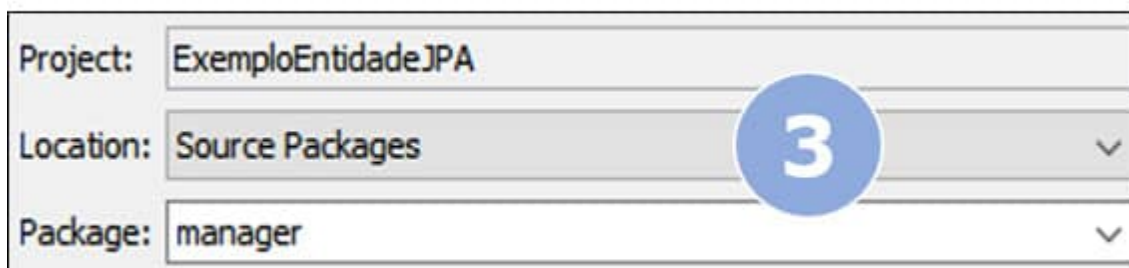 Project: ExemploEntidadeJPA
Location: Source Packages
3
Package: manager